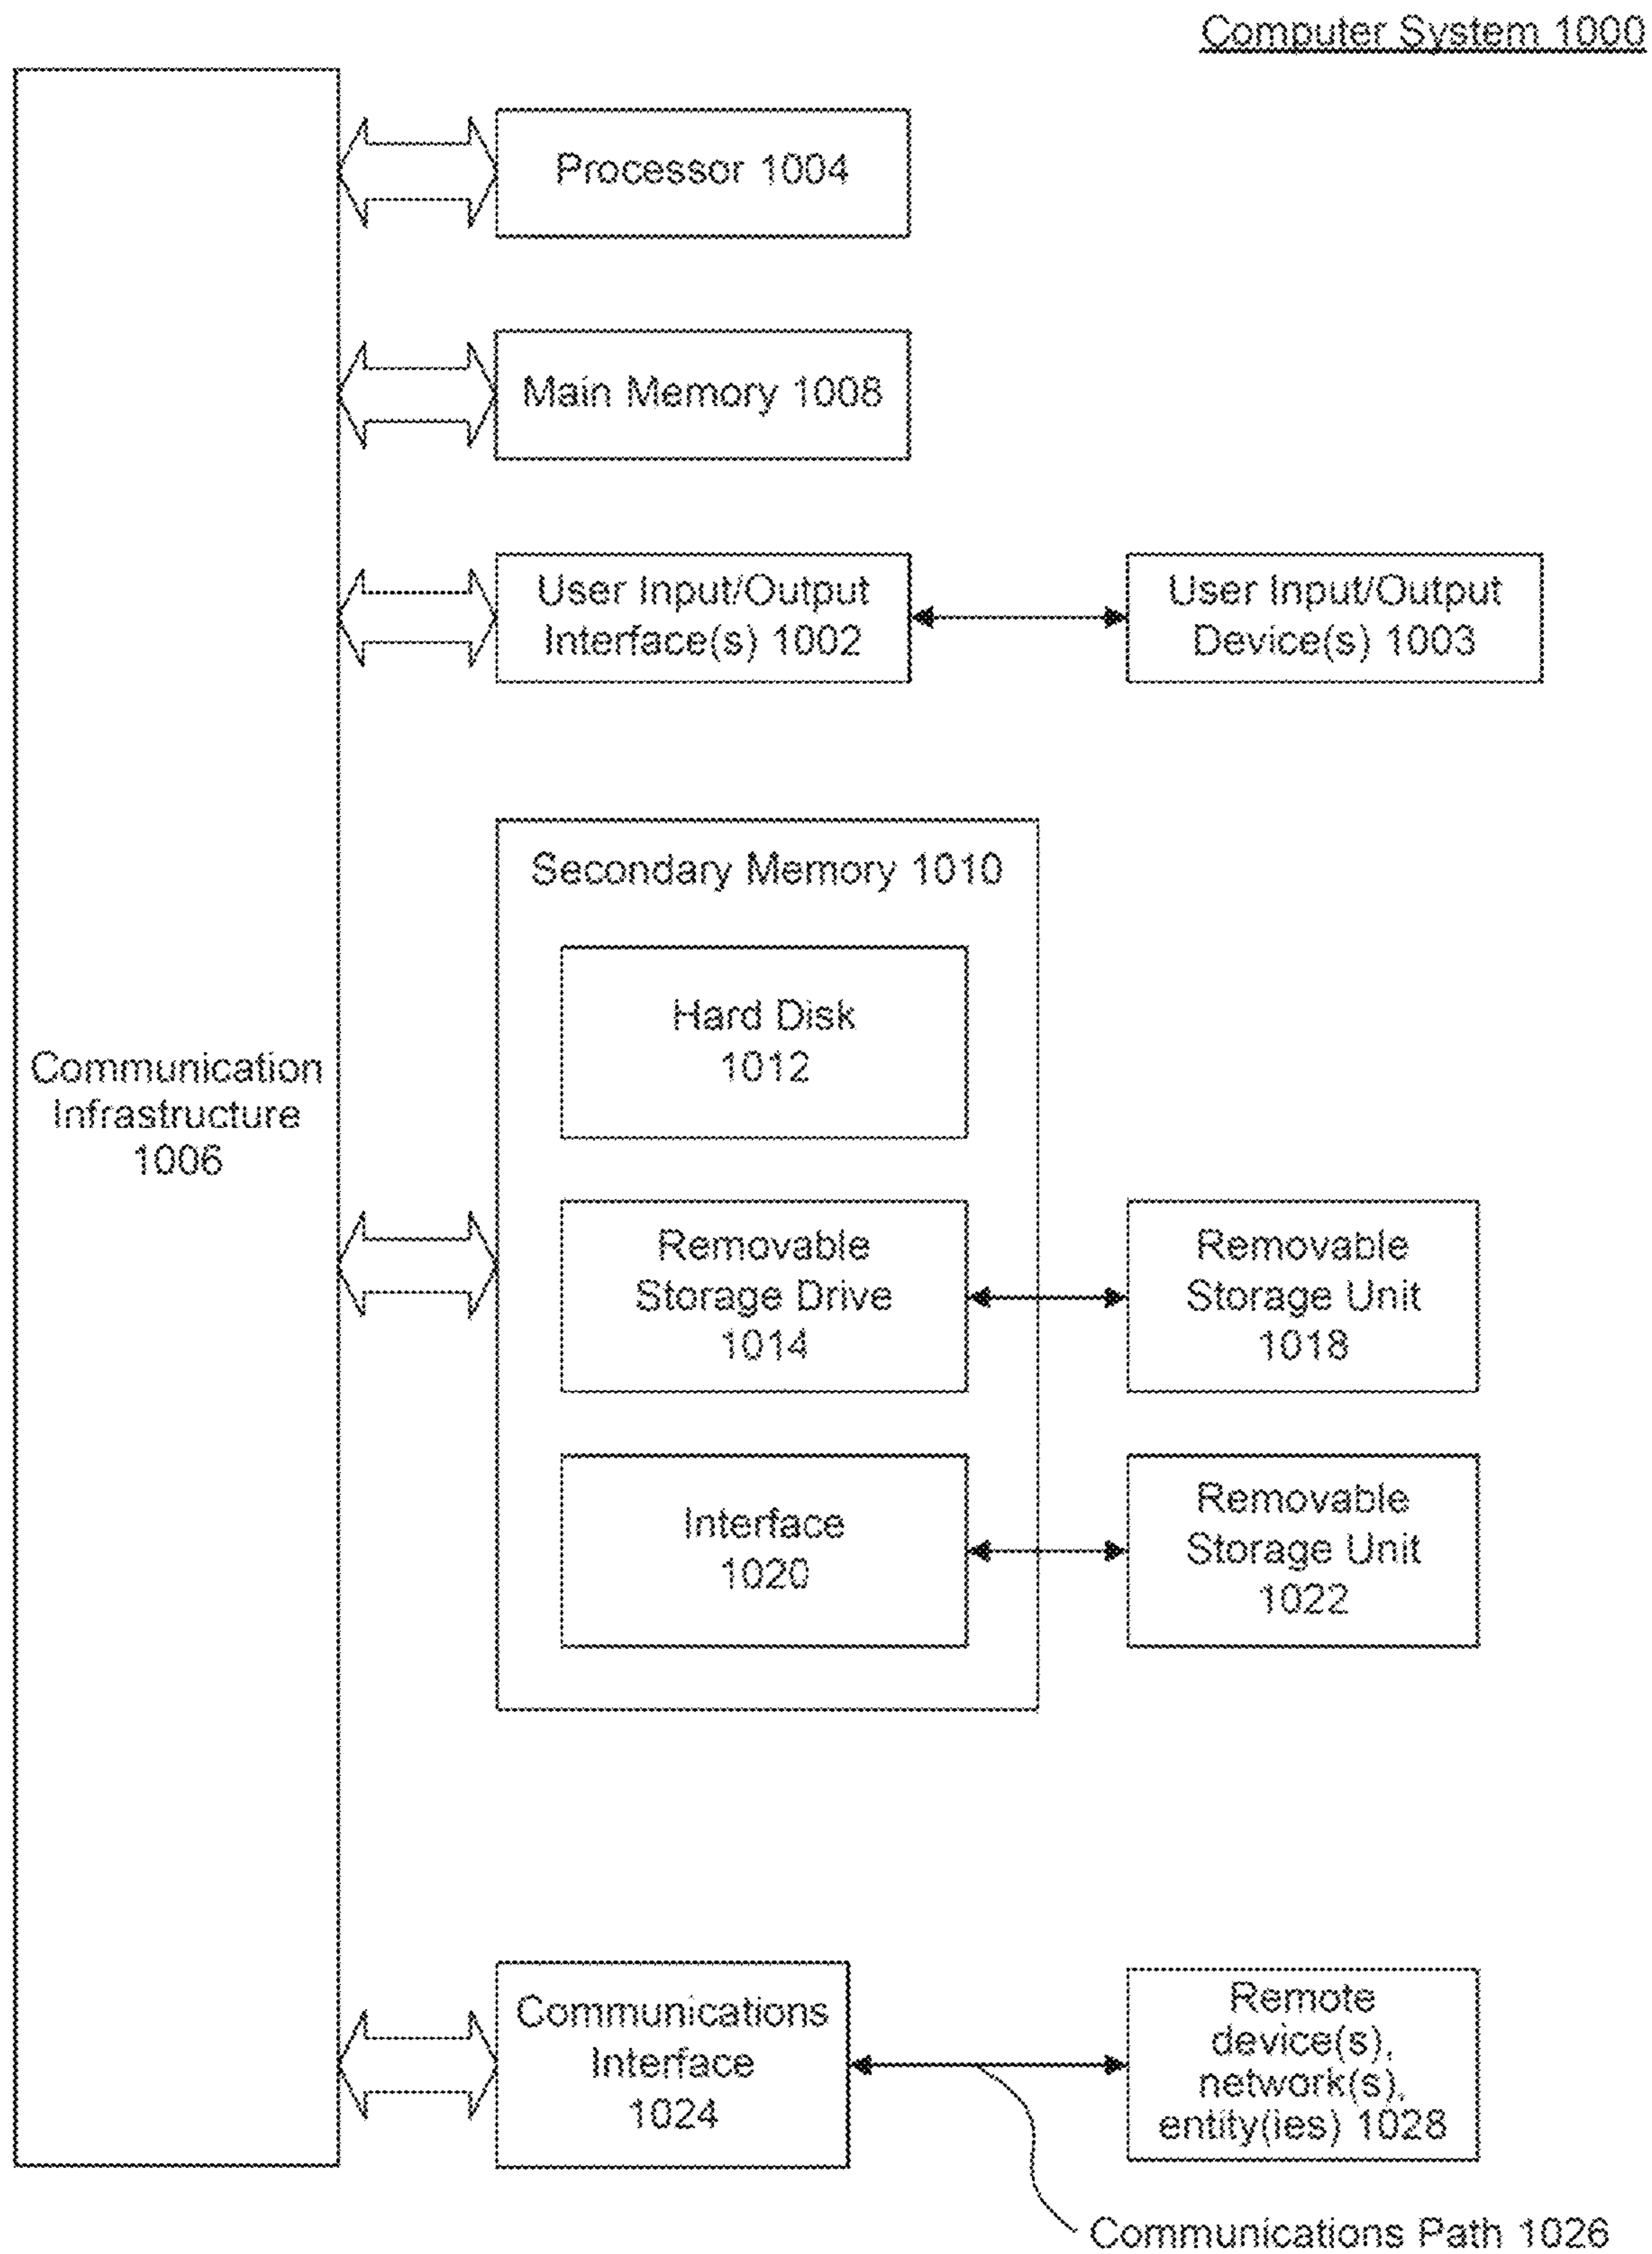 Computer System 1000
Processor 1004
Main Memory 1008
User Input/Output
Interface(s) 1002
User Input/Output
Device(s) 1003
Secondary Memory 1010
Hard Disk
1012
Communication
Infrastructure
1006
Removable
Storage Drive
1014
Removable
Storage Unit
1018
Interface
1020
Removable
Storage Unit
1022
Communications
Interface
1024
Remote
device(s),
network(s),
entity(ies) 1028
Communications Path 1026